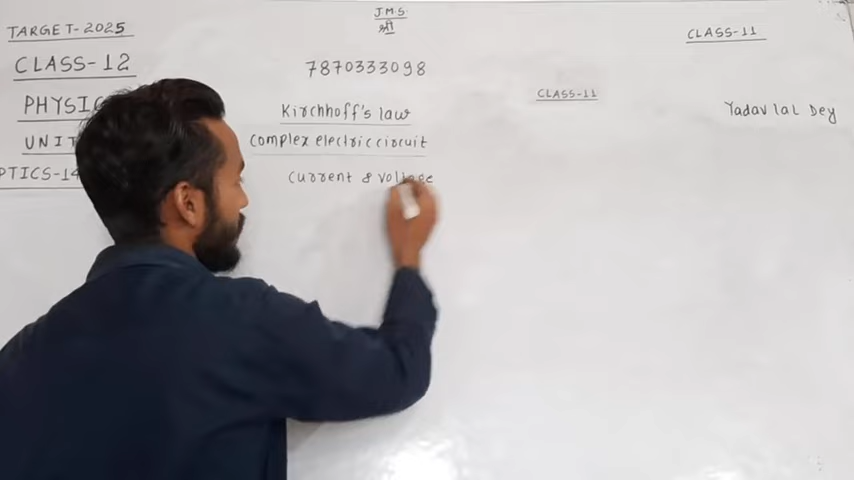 TARGET-2025
CLASS-12
PHYSI
UNIT
PTICS-14
J.M.S.
श्री
7870333098
Kirchhoff's law
Complex electric circuit
Current & voltage
CLASS-11
CLASS-11
श्री
Yadav lal Dey